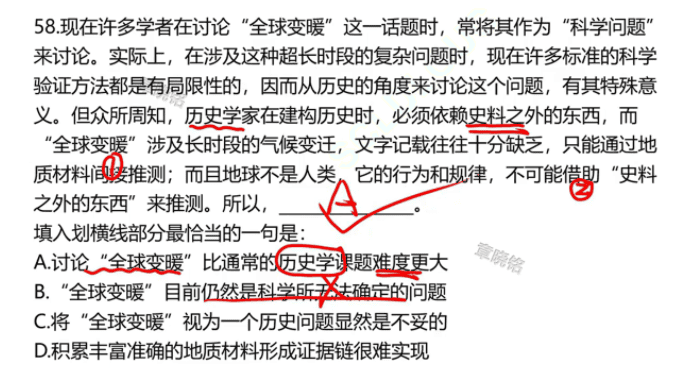 58.现在许多学者在讨论“全球变暖”这一话题时，常将其作为“科学问题”
来讨论。实际上，在涉及这种超长时段的复杂问题时，现在许多标准的科学
验证方法都是有局限性的，因而从历史的角度来讨论这个问题，有其特殊意
义。但众所周知，历史学家在建构历史时，必须依赖史料之外的东西，而
“全球变暖”涉及长时段的气候变迁，文字记载往往十分缺乏，只能通过地
质材料间接推测；而且地球不是人类，它的行为和规律，不可能借助“史料
之外的东西”来推测。所以，______________。
填入划横线部分最恰当的一句是：
A.讨论“全球变暖”比通常的历史学课题难度更大
B.“全球变暖”目前仍然是科学所无法确定的问题
C.将“全球变暖”视为一个历史问题显然是不妥的
D.积累丰富准确的地质材料形成证据链很难实现
①
②
A
章晓铭
章晓铭